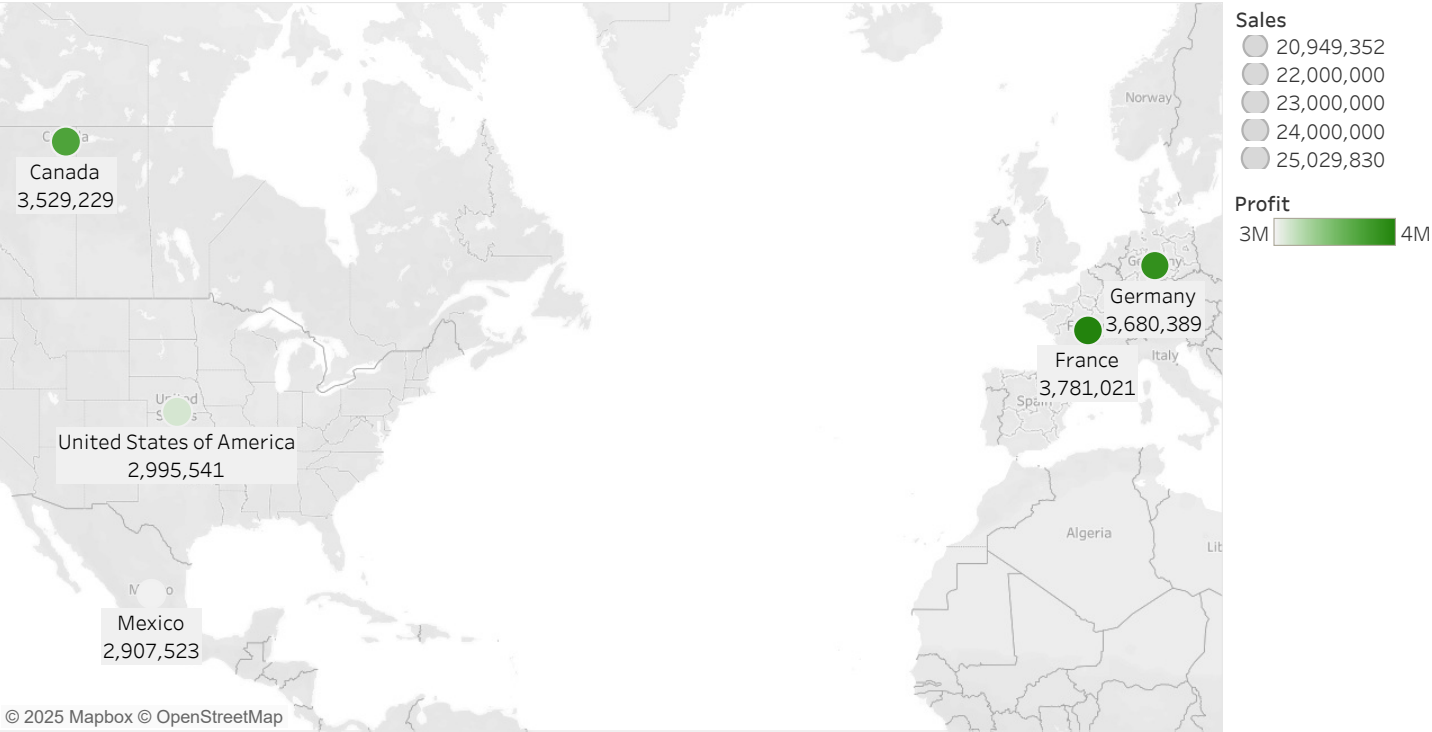 Canada
3,529,229
United States of America
2,995,541
Mexico
2,907,523
Norway
Germany
3,680,389
France
3,781,021
Italy
Spain
Algeria
Lib
© 2025 Mapbox © OpenStreetMap
Sales
20,949,352
22,000,000
23,000,000
24,000,000
25,029,830
Profit
3M
4M